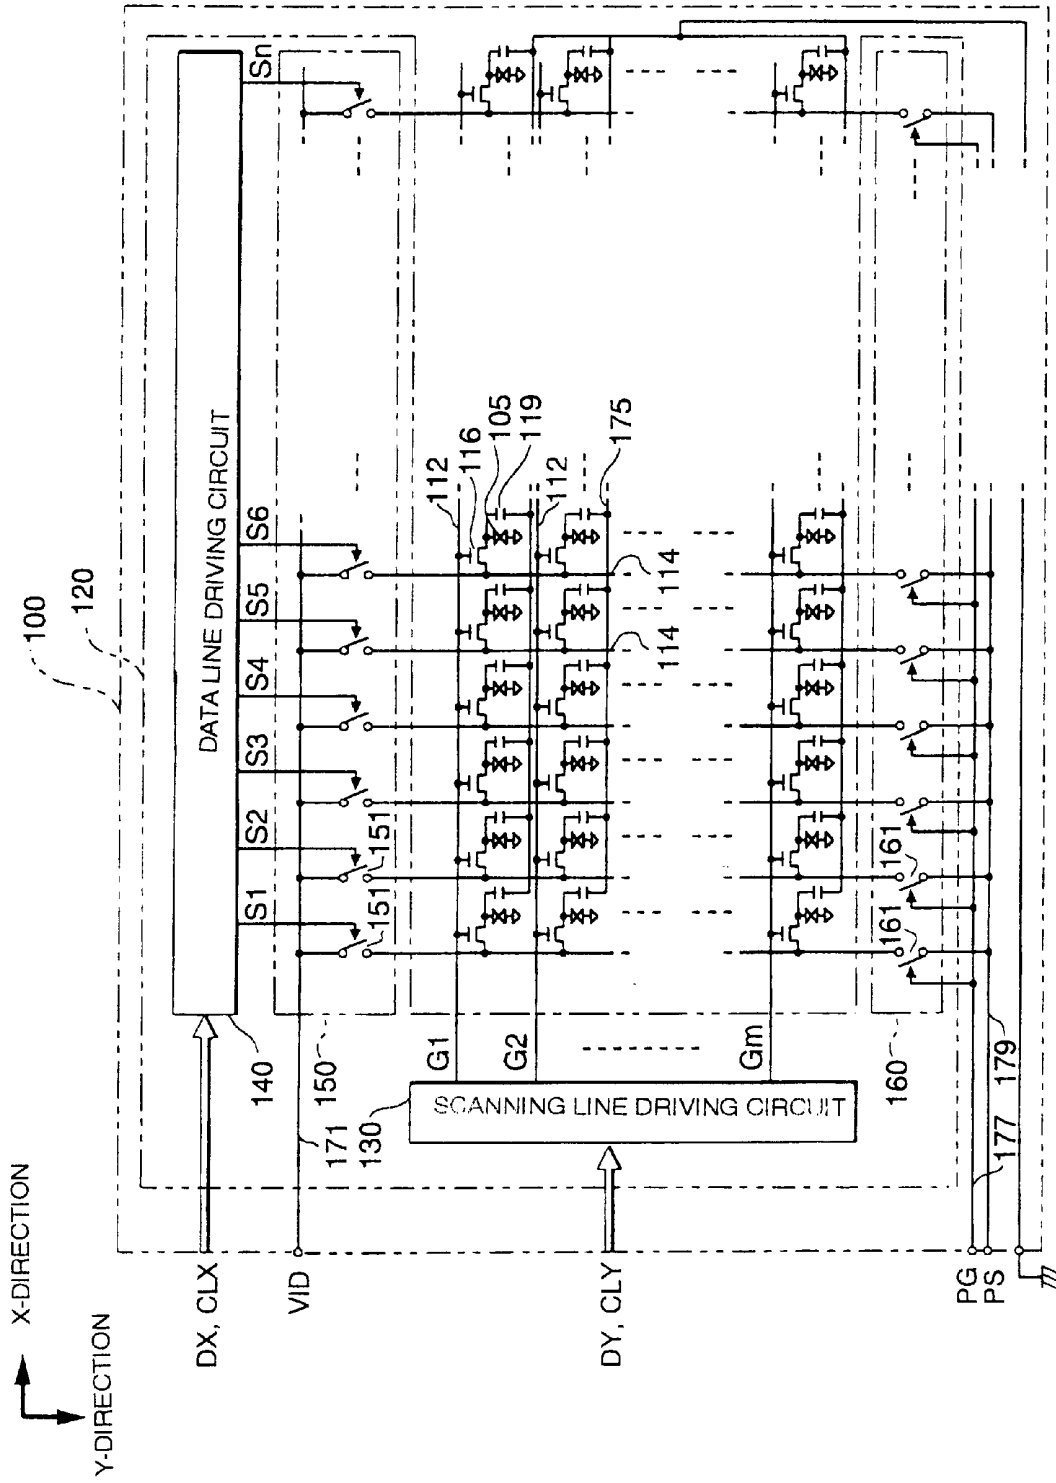 X-DIRECTION
Y-DIRECTION
100
120
DX, CLX
DATA LINE DRIVING CIRCUIT
140
S1
S2
S3
S4
S5
S6
Sn
VID
171
150
151
151
112
116
105
119
112
175
114
114
G1
G2
Gm
130
SCANNING LINE DRIVING CIRCUIT
DY, CLY
160
161
161
PG
PS
177
179